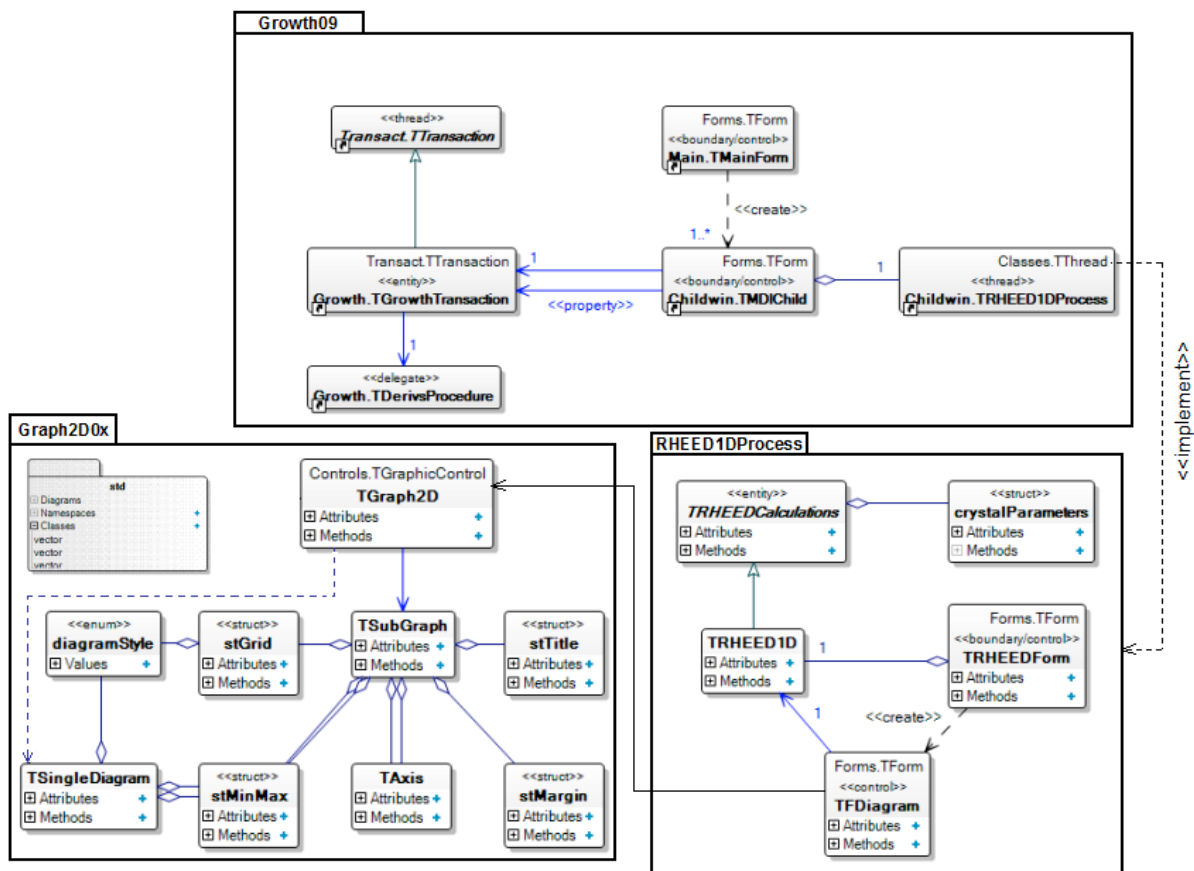 Growth09
<<thread>>
Transact.TTransaction
Forms.TForm
<<boundary/control>>
Main.TMainForm
<<create>>
1..*
Transact.TTransaction
<<entity>>
Growth.TGrowthTransaction
1
<<property>>
Forms.TForm
<<boundary/control>>
Childwin.TMDIChild
1
Classes.TThread
<<thread>>
Childwin.TRHEED1DProcess
<<implement>>
1
<<delegate>>
Growth.TDerivsProcedure
Graph2D0x
std
Diagrams
Namespaces +
Classes +
vector
vector
vector
Controls.TGraphicControl
TGraph2D
Attributes +
Methods +
<<enum>>
diagramStyle
Values +
<<struct>>
stGrid
Attributes +
Methods +
TSubGraph
Attributes +
Methods +
<<struct>>
stTitle
Attributes +
Methods +
TSingleDiagram
Attributes +
Methods +
<<struct>>
stMinMax
Attributes +
Methods +
TAxis
Attributes +
Methods +
<<struct>>
stMargin
Attributes +
Methods +
RHEED1DProcess
<<entity>>
TRHEEDCalculations
Attributes +
Methods +
<<struct>>
crystalParameters
Attributes +
Methods +
TRHEED1D
Attributes +
Methods +
1
Forms.TForm
<<boundary/control>>
TRHEEDForm
Attributes +
Methods +
1
<<create>>
Forms.TForm
<<control>>
TFDiagram
Attributes +
Methods +